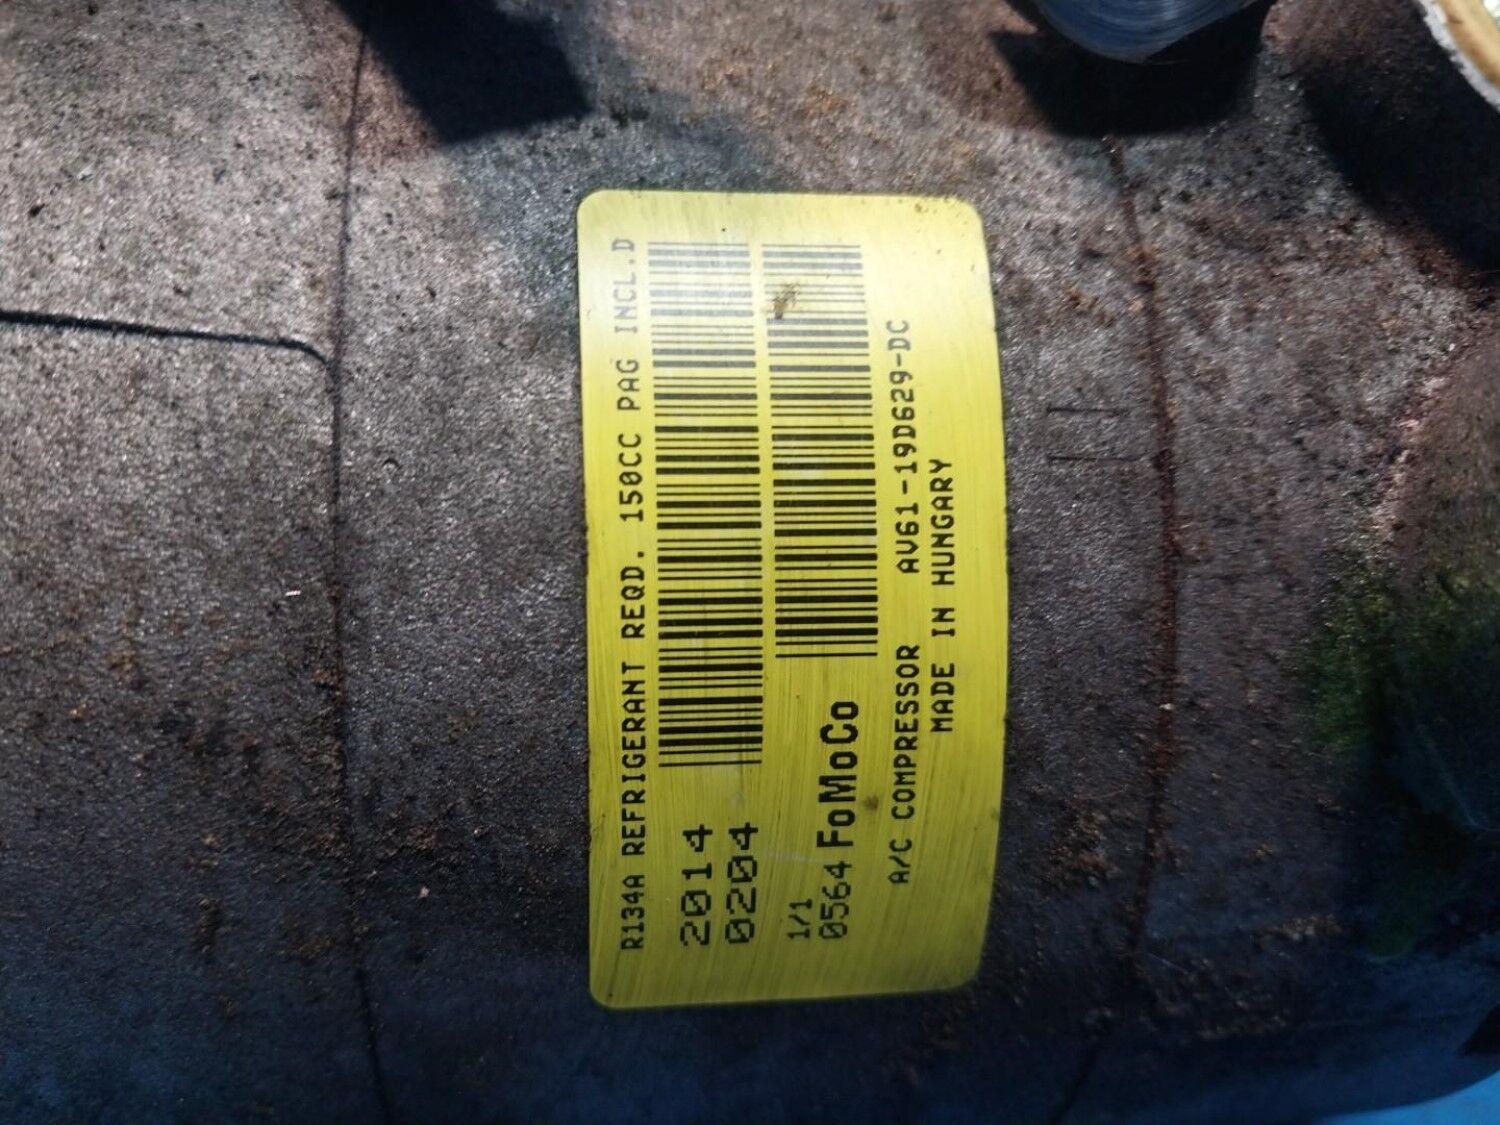 R134A REFRIGERANT REQD. 150CC PAG INCL.D
2014
0204
1/1
0564 FoMoCo
A/C COMPRESSOR AV61-19D629-DC
MADE IN HUNGARY